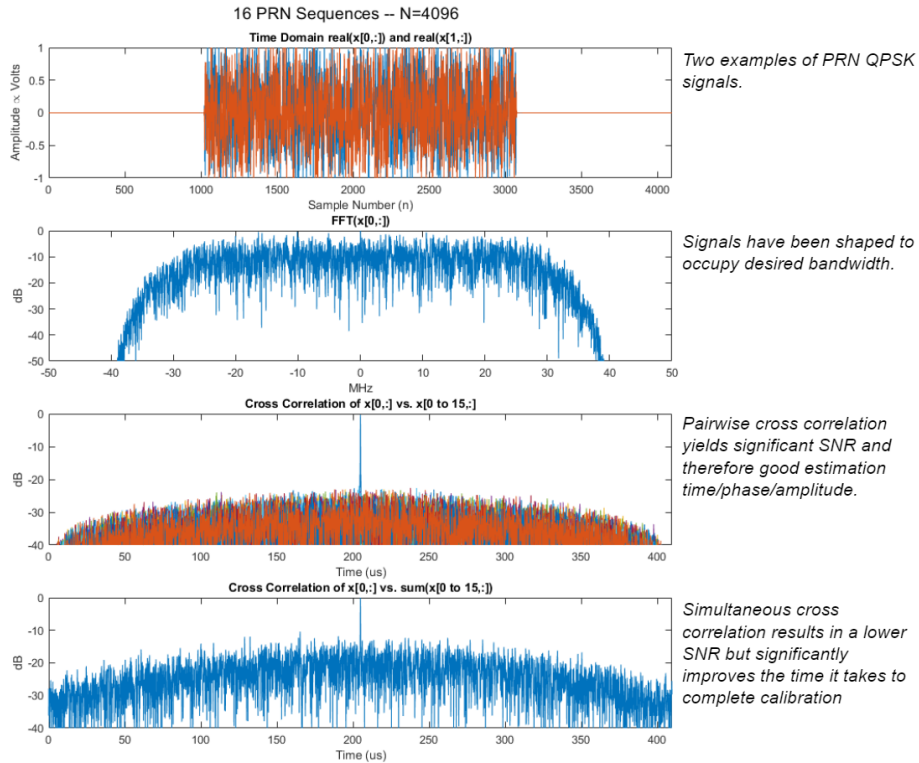 16 PRN Sequences -- N=4096
Time Domain real(x[0,:]) and real(x[1,:])
1
0.5
0
-0.5
-1
Amplitude ∝ Volts
0 500 1000 1500 2000 2500 3000 3500 4000
Sample Number (n)
Two examples of PRN QPSK
signals.
FFT(x[0,:])
0
-10
-20
-30
-40
-50
dB
-50 -40 -30 -20 -10 0 10 20 30 40 50
MHz
Signals have been shaped to
occupy desired bandwidth.
Cross Correlation of x[0,:] vs. x[0 to 15,:]
0
-10
-20
-30
-40
dB
0 50 100 150 200 250 300 350 400
Time (us)
Pairwise cross correlation
yields significant SNR and
therefore good estimation
time/phase/amplitude.
Cross Correlation of x[0,:] vs. sum(x[0 to 15,:])
0
-10
-20
-30
-40
dB
0 50 100 150 200 250 300 350 400
Time (us)
Simultaneous cross
correlation results in a lower
SNR but significantly
improves the time it takes to
complete calibration